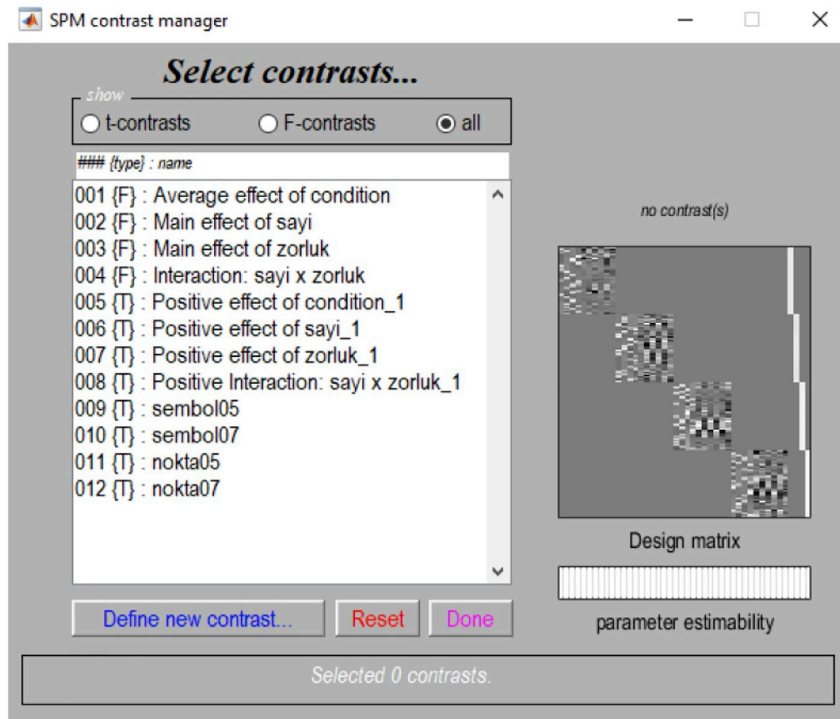 SPM contrast manager
Select contrasts...
show
t-contrasts F-contrasts all
### {type} : name
001 {F} : Average effect of condition
002 {F} : Main effect of sayi
003 {F} : Main effect of zorluk
004 {F} : Interaction: sayi x zorluk
005 {T} : Positive effect of condition_1
006 {T} : Positive effect of sayi_1
007 {T} : Positive effect of zorluk_1
008 {T} : Positive Interaction: sayi x zorluk_1
009 {T} : sembol05
010 {T} : sembol07
011 {T} : nokta05
012 {T} : nokta07
no contrast(s)
Design matrix
parameter estimability
Define new contrast... Reset Done
Selected 0 contrasts.